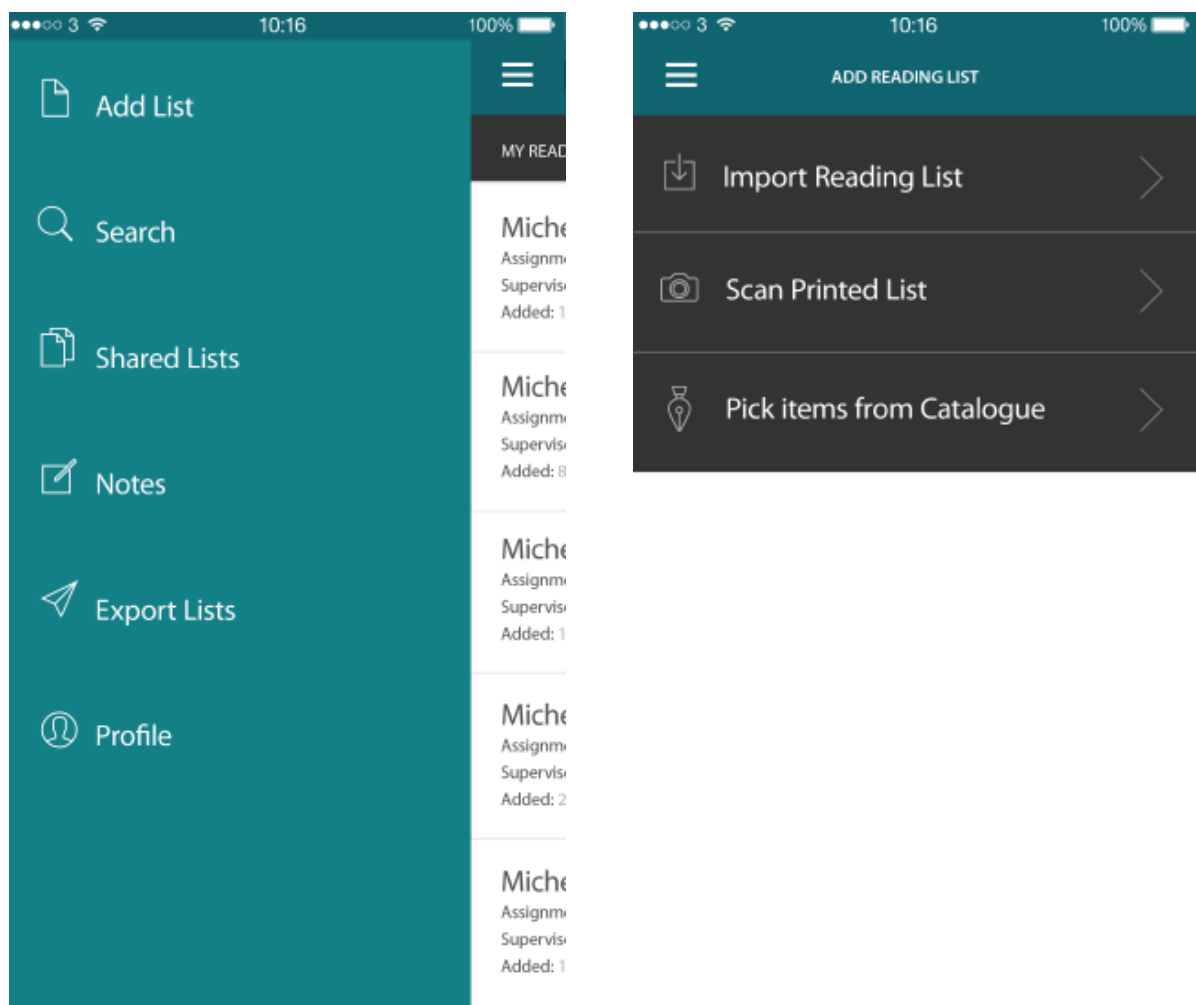 3 10:16 100%
Add List
Search
Shared Lists
Notes
Export Lists
Profile
MY READ
Miche
Assignm
Supervis
Added: 1
Miche
Assignm
Supervis
Added: 8
Miche
Assignm
Supervis
Added: 1
Miche
Assignm
Supervis
Added: 2
Miche
Assignm
Supervis
Added: 1
3 10:16 100%
ADD READING LIST
Import Reading List
Scan Printed List
Pick items from Catalogue